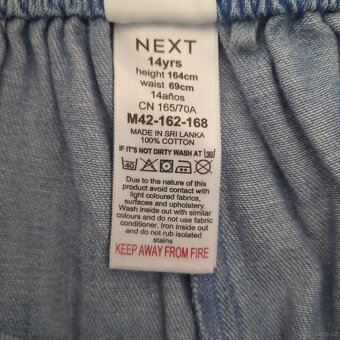 NEXT
14yrs
height 164cm
waist 69cm
14años
CN 165/70A
M42-162-168
MADE IN SRI LANKA
100% COTTON
IF IT'S NOT DIRTY WASH AT 30
40
Due to the nature of this
product avoid contact with
light coloured fabrics,
surfaces and upholstery.
Wash inside out with similar
colours and do not use fabric
conditioner. Iron inside out
and do not rub isolated
stains
KEEP AWAY FROM FIRE